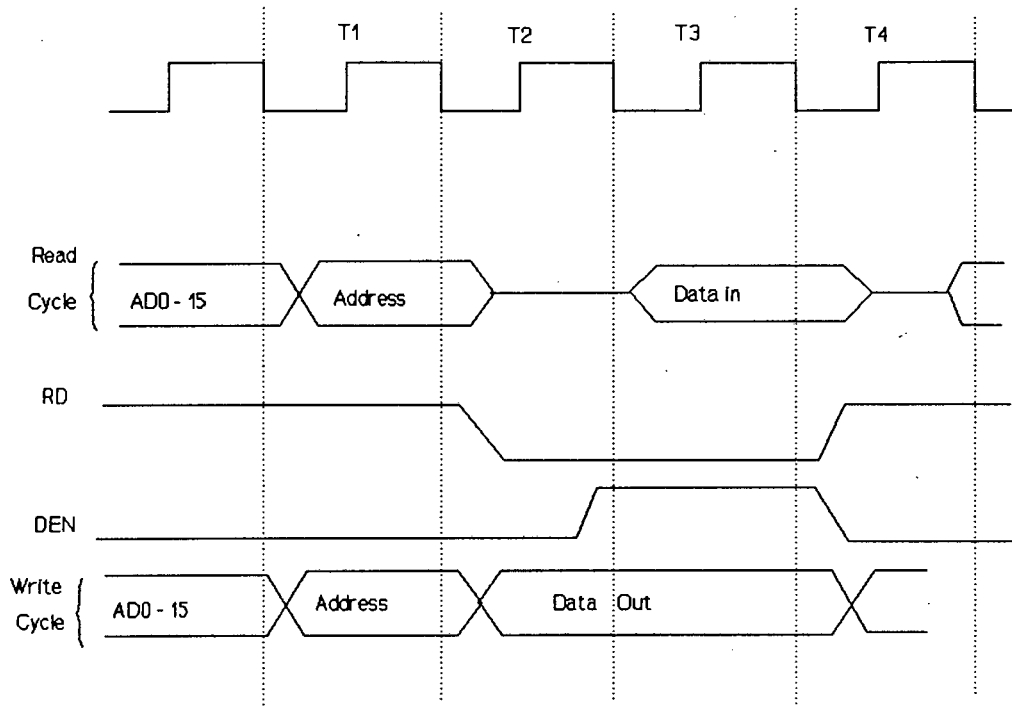 T1 T2 T3 T4
Read
Cycle
AD0 - 15 Address Data in
RD
DEN
Write
Cycle
AD0 - 15 Address Data Out